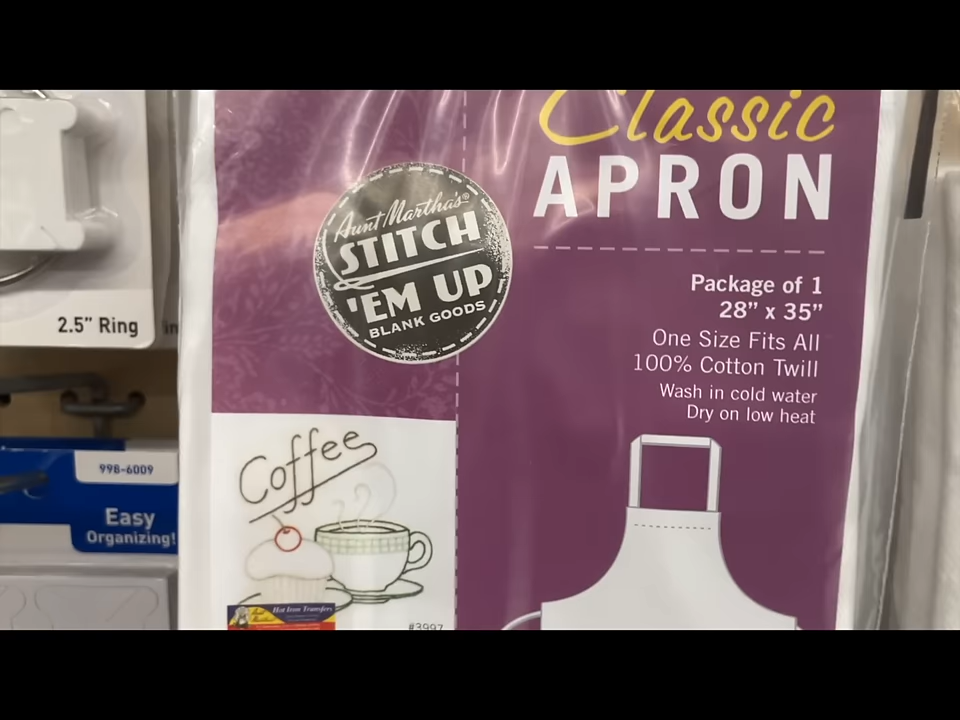 Classic
APRON
Aunt Martha's®
STITCH
'EM UP
BLANK GOODS
Package of 1
28" x 35"
One Size Fits All
100% Cotton Twill
Wash in cold water
Dry on low heat
2.5" Ring
998-6009
Easy
Organizing!
Coffee
Hot Iron Transfers
#3997